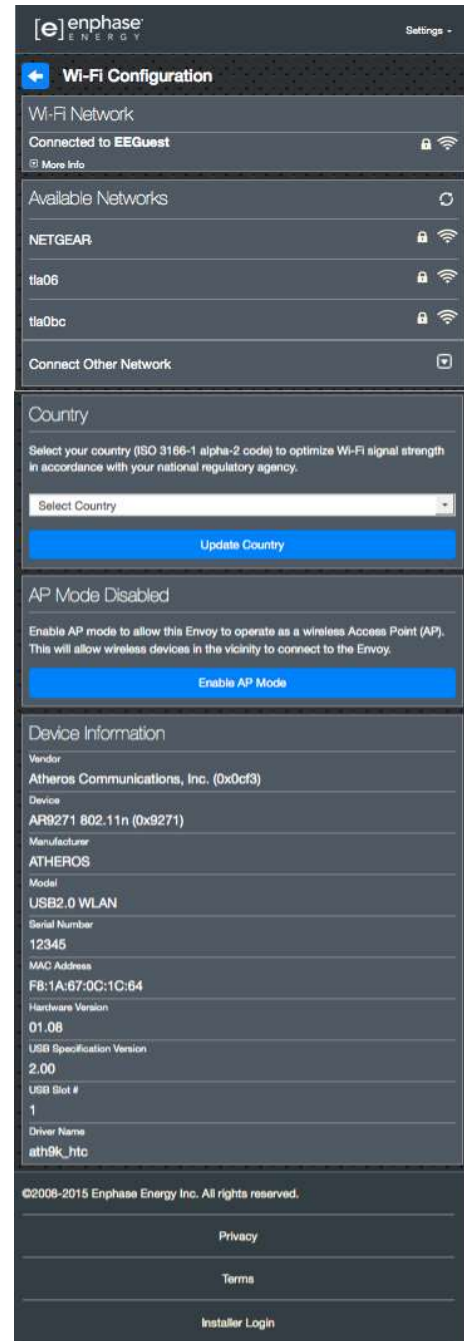 [e] enphase
ENERGY
Settings
Wi-Fi Configuration
Wi-Fi Network
Connected to EEGuest
More Info
Available Networks
NETGEAR
tla06
tla0bc
Connect Other Network
Country
Select your country (ISO 3166-1 alpha-2 code) to optimize Wi-Fi signal strength
in accordance with your national regulatory agency.
Select Country
Update Country
AP Mode Disabled
Enable AP mode to allow this Envoy to operate as a wireless Access Point (AP).
This will allow wireless devices in the vicinity to connect to the Envoy.
Enable AP Mode
Device Information
Vendor
Atheros Communications, Inc. (0x0cf3)
Device
AR9271 802.11n (0x9271)
Manufacturer
ATHEROS
Model
USB2.0 WLAN
Serial Number
12345
MAC Address
F8:1A:67:0C:1C:64
Hardware Version
01.08
USB Specification Version
2.00
USB Slot #
1
Driver Name
ath9k_htc
©2008-2015 Enphase Energy Inc. All rights reserved.
Privacy
Terms
Installer Login